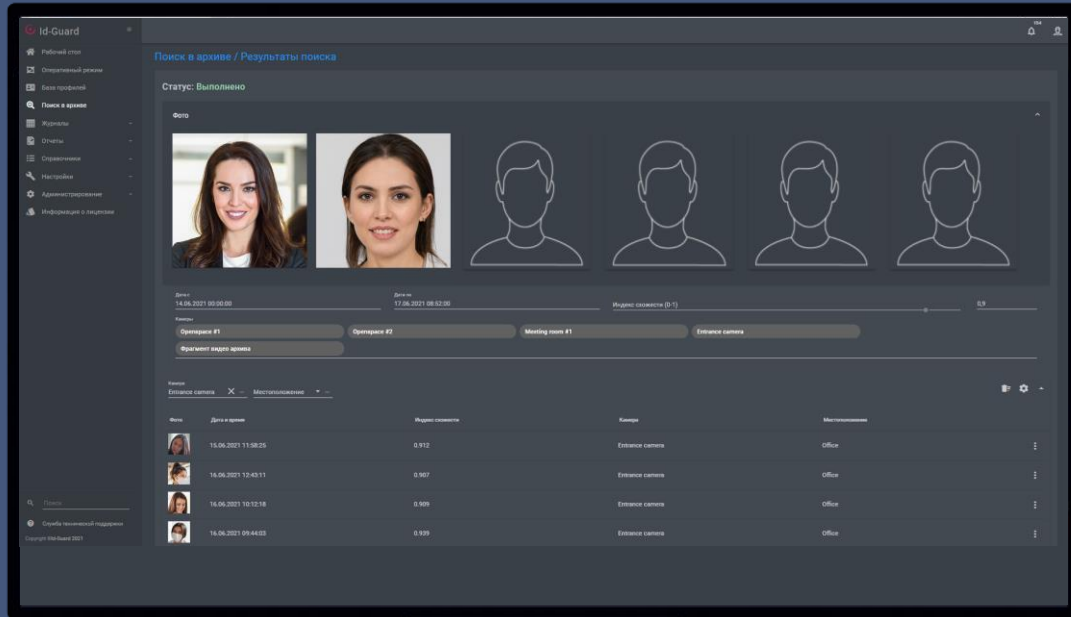 Id-Guard
194
Рабочий стол
Оперативный режим
База профилей
Поиск в архиве
Журналы
Отчеты
Справочники
Настройки
Администрирование
Информация о лицензии
Поиск
Служба технической поддержки
Copyright ©Id-Guard 2021
Поиск в архиве / Результаты поиска
Статус: Выполнено
Фото
Дата с
14.06.2021 00:00:00
Дата по
17.06.2021 08:52:00
Индекс схожести (0-1)
0,9
Камеры
Openspace #1
Openspace #2
Meeting room #1
Entrance camera
Фрагмент видео архива
Камера
Entrance camera
Местоположение
Фото Дата и время Индекс схожести Камера Местоположение
15.06.2021 11:58:25 0.912 Entrance camera Office
16.06.2021 12:43:11 0.907 Entrance camera Office
16.06.2021 10:12:18 0.909 Entrance camera Office
16.06.2021 09:44:03 0.939 Entrance camera Office